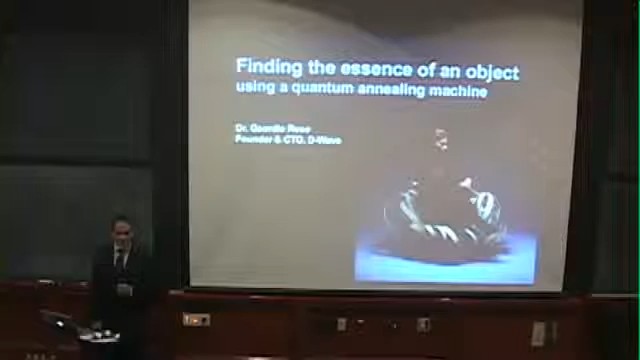 Finding the essence of an object
using a quantum annealing machine
Dr. Geordie Rose
Founder & CTO, D-Wave